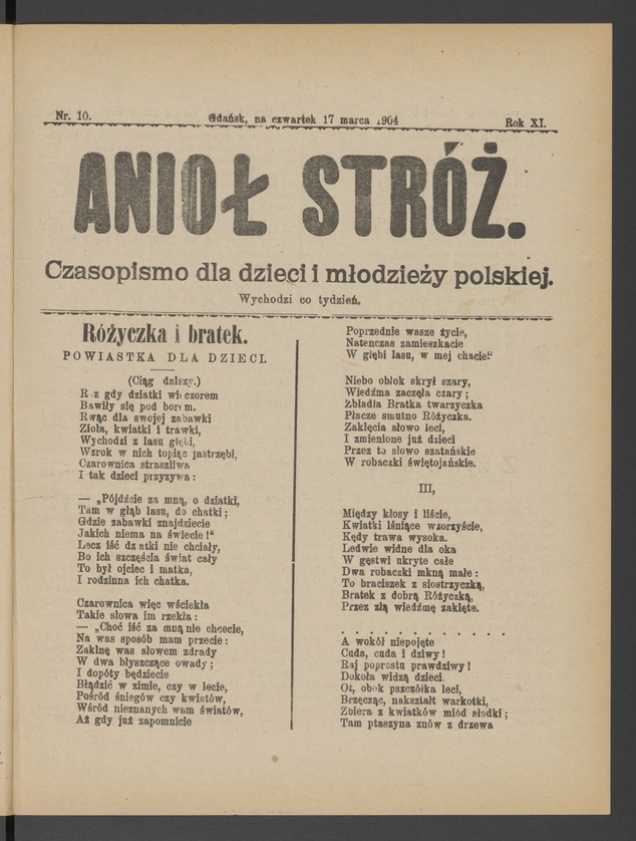 Nr. 10.
Gdańsk, na czwartek 17 marca 1904
Rok XI.
ANIOŁ STRÓŻ.
Czasopismo dla dzieci i młodzieży polskiej.
Wychodzi co tydzień.
Różyczka i bratek.
POWIASTKA DLA DZIECI.
(Ciąg dalszy.)
Raz gdy dziatki wieczorem
Bawiły się pod borem.
Rwąc dla swojej zabawki
Zioła, kwiatki i trawki,
Wychodzi z lasu głębi,
Wzrok w nich topiąc jastrzębi,
Czarownica straszliwa
I tak dzieci przyzywa:
— „Pójdźcie za mną, o dziatki,
Tam w głąb lasu, do chatki;
Gdzie zabawki znajdziecie
Jakich niema na świecie!“
Lecz iść dziatki nie chciały,
Bo ich szczęścia świat cały
To był ojciec i matka,
I rodzinna ich chatka.
Czarownica więc wściekła
Takie słowa im rzekła:
— „Choć iść za mną nie chcecie,
Na was sposób mam przecie:
Zaklnę was słowem zdrady
W dwa błyszczące owady;
I dopóty będziecie
Błądzić w zimie, czy w lecie,
Pośród śniegów czy kwiatów,
Wśród nieznanych wam światów,
Aż gdy już zapomnicie
Poprzednie wasze życie,
Natenczas zamieszkacie
W głębi lasu, w mej chacie!“
Niebo obłok skrył szary,
Wiedźma zaczęła czary;
Zbladła Bratka twarzyczka
Płacze smutno Różyczka.
Zaklęcia słowo leci,
I zmienione już dzieci
Przez to słowo szatańskie
W robaczki świętojańskie.
III,
Między kłosy i liście,
Kwiatki lśniące wzorzyście,
Kędy trawa wysoka.
Ledwie widne dla oka
W gęstwi ukryte całe
Dwa robaczki mkną małe:
To braciszek z siostrzyczką,
Bratek z dobrą Różyczką,
Przez złą wiedźmę zaklęte.
. . . . . . . . . . . . .
A wokół niepojęte
Cuda, cuda i dziwy!
Raj poprostu prawdziwy!
Dokoła widzą dzieci.
Ot, obok pszczółka leci,
Brzęcząc, nakształt warkotki,
Zbiera z kwiatków miód słodki;
Tam ptaszyna znów z drzewa